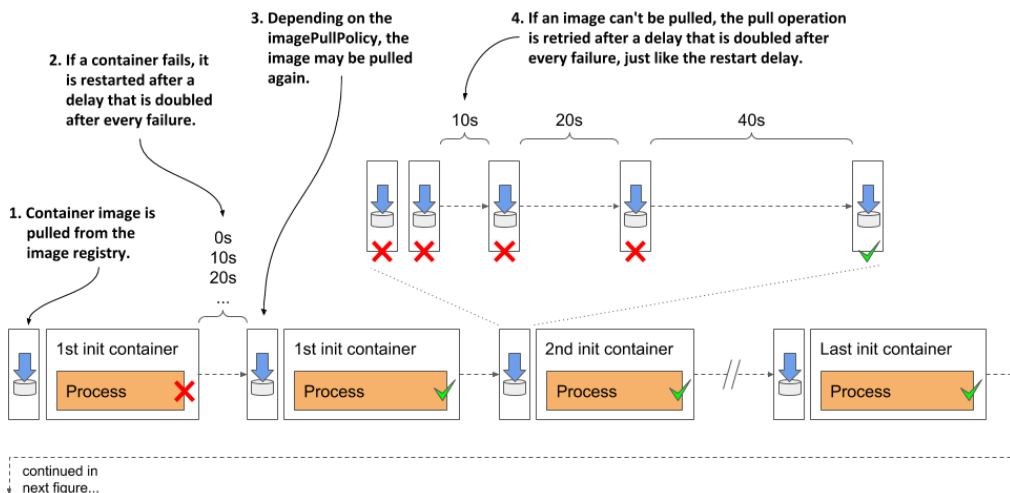 4. If an image can't be pulled, the pull operation
is retried after a delay that is doubled after
every failure, just like the restart delay.
3. Depending on the
imagePullPolicy, the
image may be pulled
again.
2. If a container fails, it
is restarted after a
delay that is doubled
after every failure.
10s
20s
40s
1. Container image is
pulled from the
image registry.
0s
10s
20s
...
1st init container
Process
1st init container
Process
2nd init container
Process
Last init container
Process
continued in
next figure...